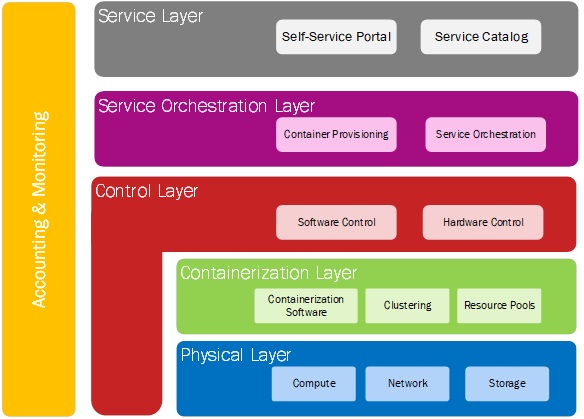 Accounting & Monitoring
Service Layer
Self-Service Portal
Service Catalog
Service Orchestration Layer
Container Provisioning
Service Orchestration
Control Layer
Software Control
Hardware Control
Containerization Layer
Containerization
Software
Clustering
Resource Pools
Physical Layer
Compute
Network
Storage